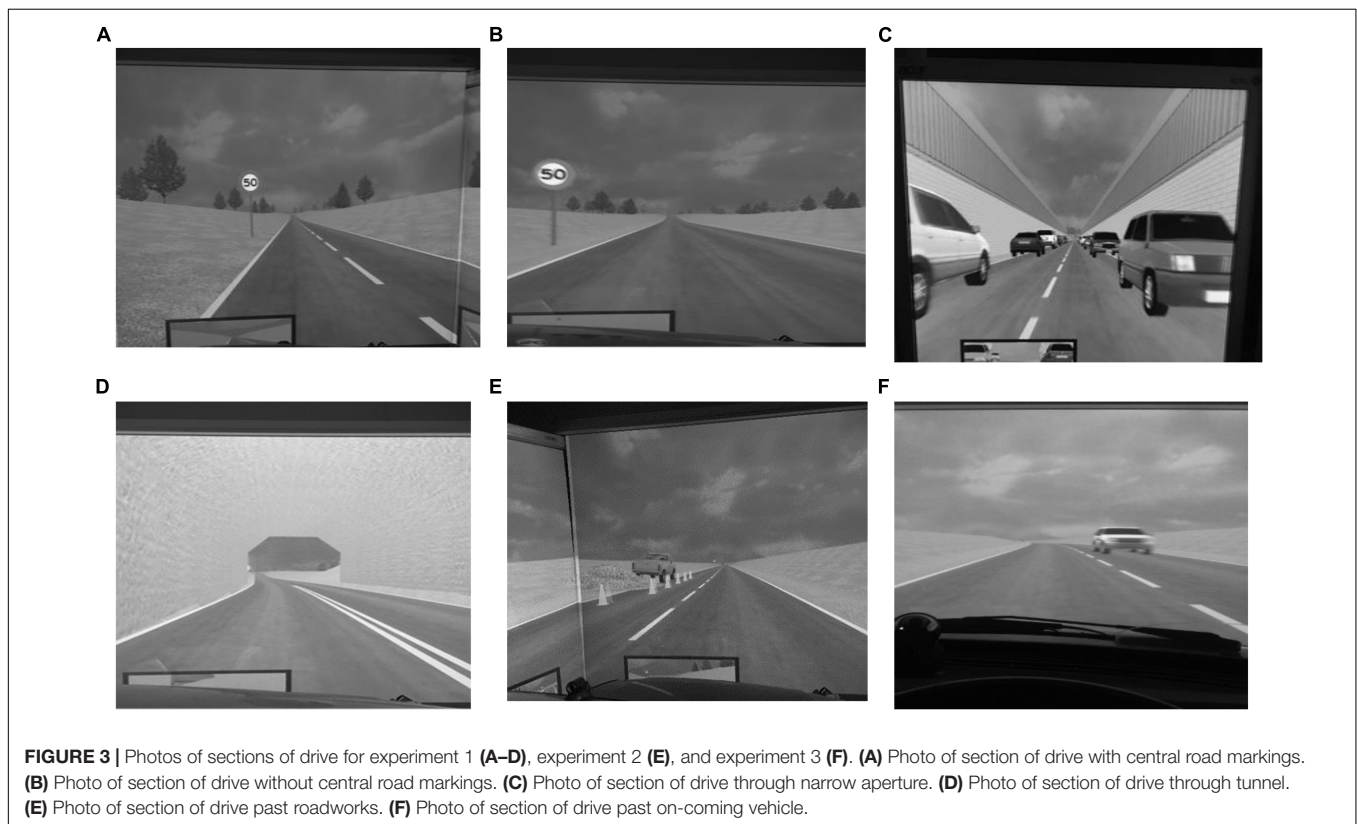 A
B
C
50
50
D
E
F
FIGURE 3 | Photos of sections of drive for experiment 1 (A–D), experiment 2 (E), and experiment 3 (F). (A) Photo of section of drive with central road markings.
(B) Photo of section of drive without central road markings. (C) Photo of section of drive through narrow aperture. (D) Photo of section of drive through tunnel.
(E) Photo of section of drive past roadworks. (F) Photo of section of drive past on-coming vehicle.